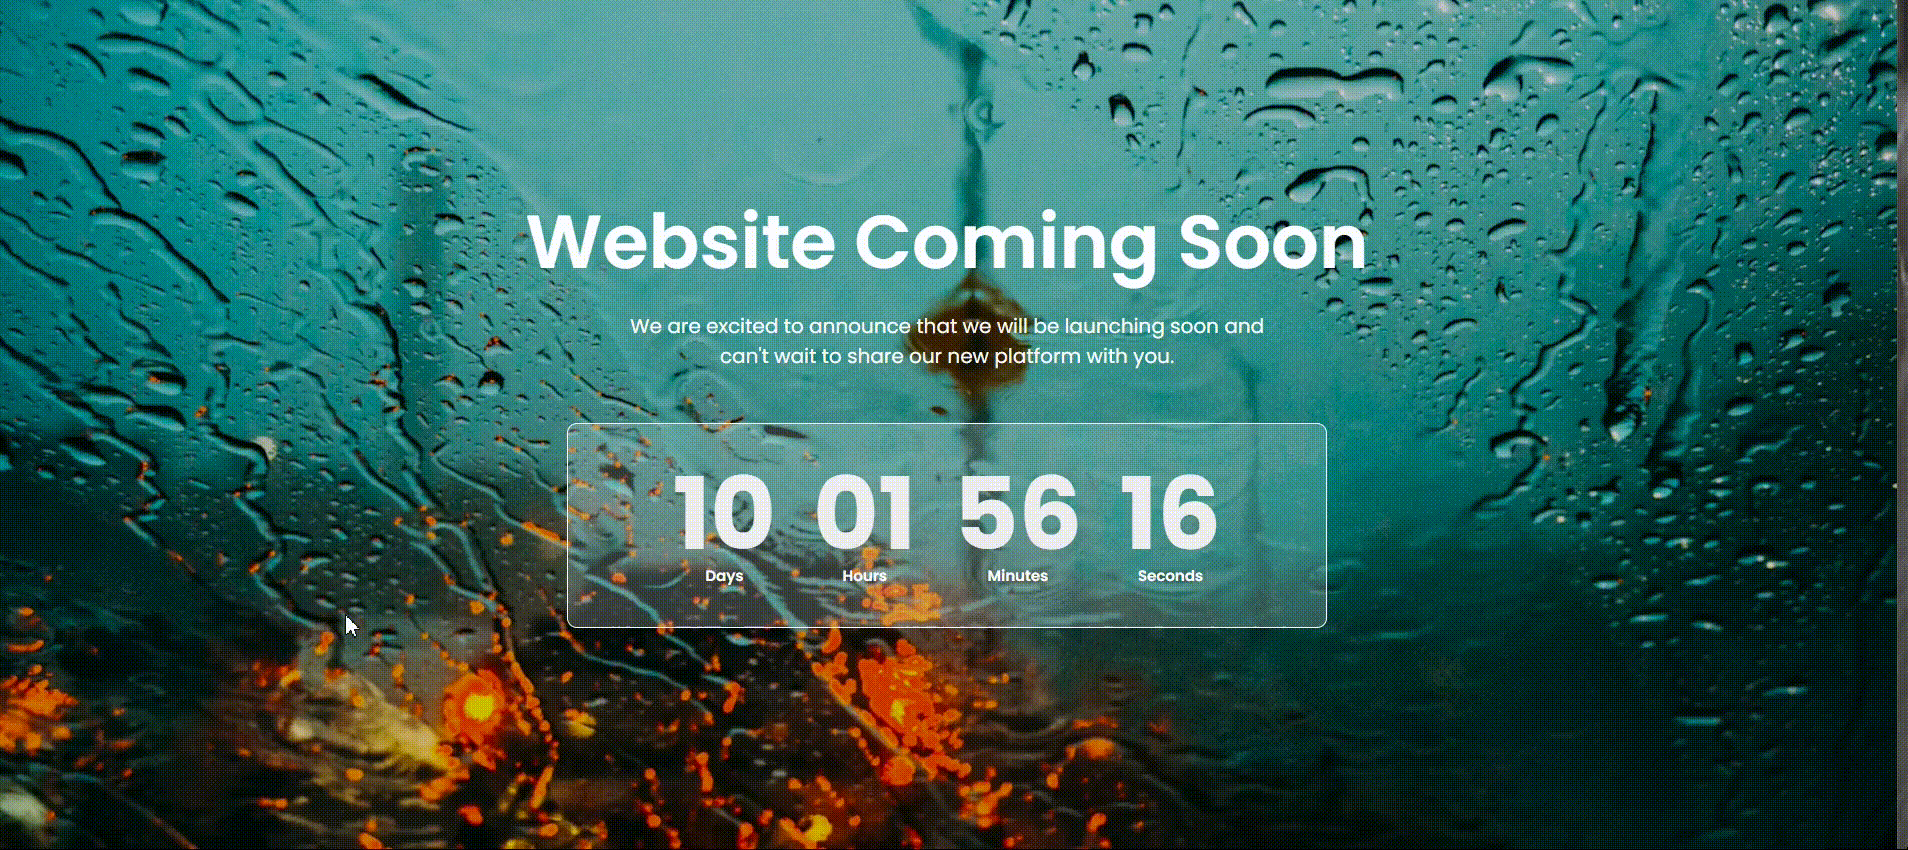 Website Coming Soon
We are excited to announce that we will be launching soon and
can't wait to share our new platform with you.
10 01 56 16
Days Hours Minutes Seconds